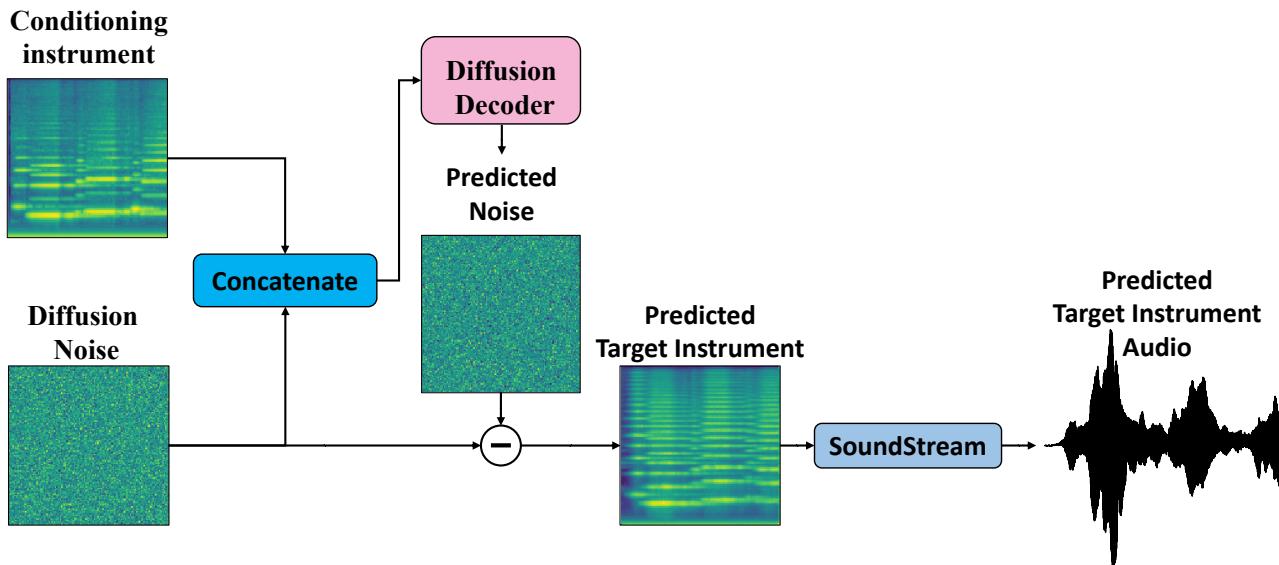 Conditioning
instrument
Diffusion
Decoder
Predicted
Noise
Concatenate
Diffusion
Noise
Predicted
Target Instrument
SoundStream
Predicted
Target Instrument
Audio